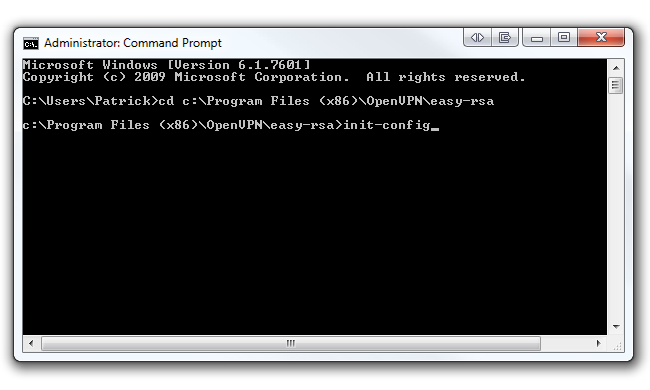 Administrator: Command Prompt
Microsoft Windows [Version 6.1.7601]
Copyright (c) 2009 Microsoft Corporation.  All rights reserved.
C:\Users\Patrick>cd c:\Program Files (x86)\OpenVPN\easy-rsa
c:\Program Files (x86)\OpenVPN\easy-rsa>init-config_